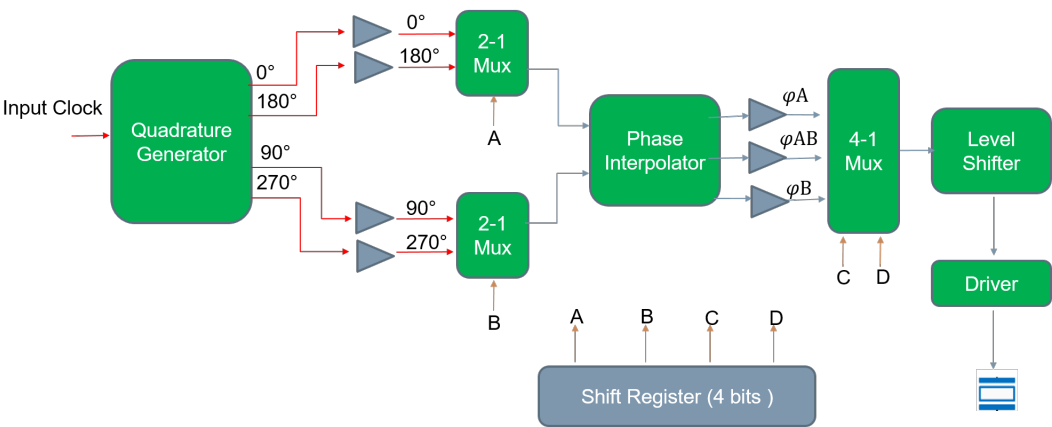 Input Clock
Quadrature
Generator
0°
180°
90°
270°
0°
180°
90°
270°
2-1
Mux
A
2-1
Mux
B
Phase
Interpolator
φA
φAB
φB
4-1
Mux
C D
Level
Shifter
Driver
A B C D
Shift Register (4 bits )